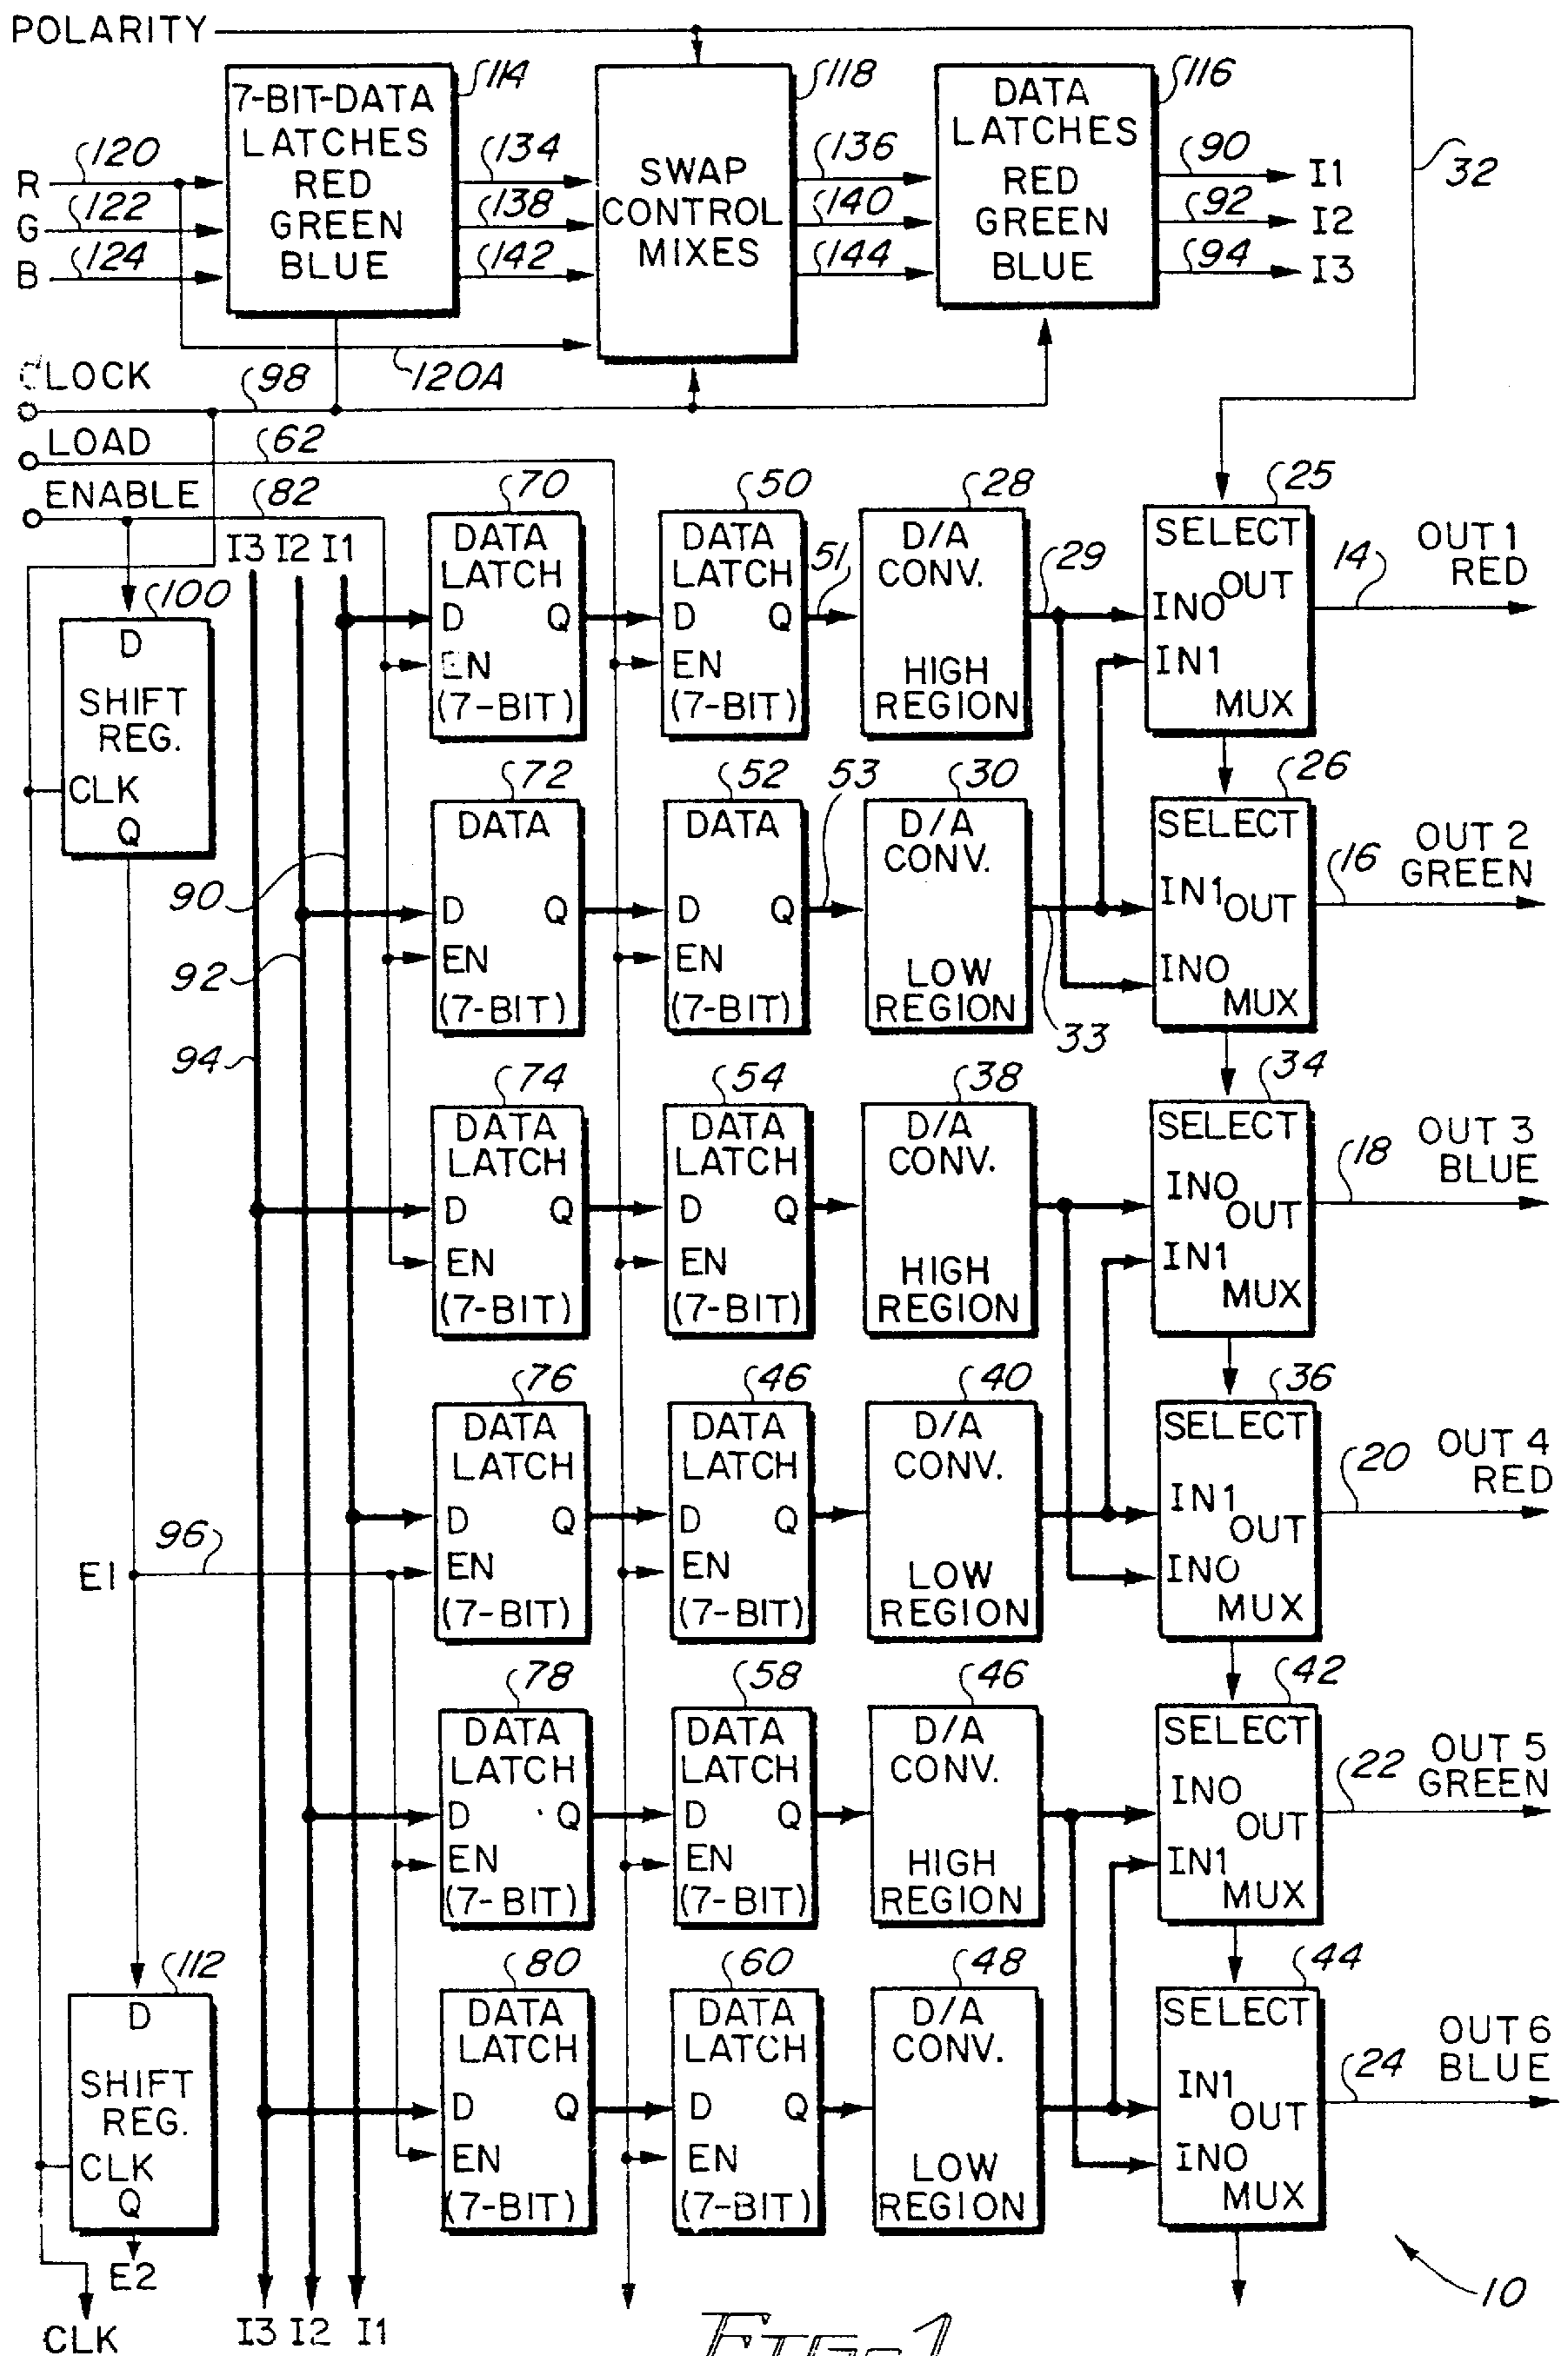 POLARITY
114
118
116
7-BIT-DATA
LATCHES
RED
GREEN
BLUE
SWAP
CONTROL
MIXES
DATA
LATCHES
RED
GREEN
BLUE
R 120
G 122
B 124
134
138
142
136
140
144
90 I1
92 I2
94 I3
32
120A
CLOCK
98
LOAD
62
ENABLE
82
I3 I2 I1
100
D
SHIFT
REG.
CLK
Q
70
DATA
LATCH
D Q
EN
(7-BIT)
50
DATA
LATCH
D Q
EN
(7-BIT)
51
28
D/A
CONV.
HIGH
REGION
29
25
SELECT
OUT
INO
IN1
MUX
14
OUT 1
RED
72
DATA
D Q
EN
(7-BIT)
52
DATA
D Q
EN
(7-BIT)
53
30
D/A
CONV.
LOW
REGION
33
26
SELECT
IN1
OUT
INO
MUX
16
OUT 2
GREEN
90
92
94
74
DATA
LATCH
D Q
EN
(7-BIT)
54
DATA
LATCH
D Q
EN
(7-BIT)
38
D/A
CONV.
HIGH
REGION
34
SELECT
INO
OUT
IN1
MUX
18
OUT 3
BLUE
76
DATA
LATCH
D Q
EN
(7-BIT)
46
DATA
LATCH
D Q
EN
(7-BIT)
40
D/A
CONV.
LOW
REGION
36
SELECT
IN1
OUT
INO
MUX
20
OUT 4
RED
E1
96
78
DATA
LATCH
D Q
EN
(7-BIT)
58
DATA
LATCH
D Q
EN
(7-BIT)
46
D/A
CONV.
HIGH
REGION
42
SELECT
INO
OUT
IN1
MUX
22
OUT 5
GREEN
112
D
SHIFT
REG.
CLK
Q
E2
CLK
80
DATA
LATCH
D Q
EN
(7-BIT)
60
DATA
LATCH
D Q
EN
(7-BIT)
48
D/A
CONV.
LOW
REGION
44
SELECT
IN1
OUT
INO
MUX
24
OUT 6
BLUE
10
I3 I2 I1
FIG-1